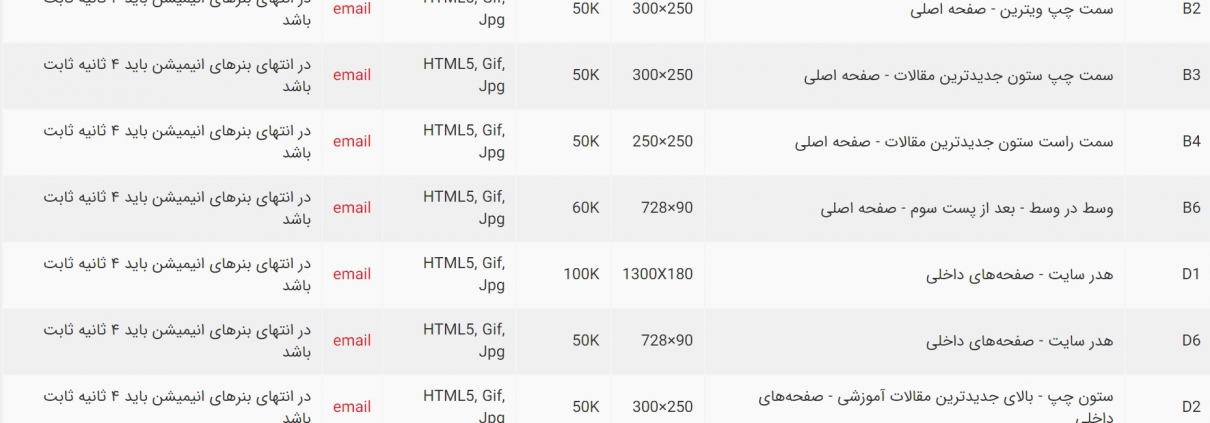 B2 سمت چپ ویترین - صفحه اصلی 300×250 50K HTML5, Gif, Jpg email در انتهای بنرهای انیمیشن باید ۴ ثانیه ثابت باشد
B3 سمت چپ ستون جدیدترین مقالات - صفحه اصلی 300×250 50K HTML5, Gif, Jpg email در انتهای بنرهای انیمیشن باید ۴ ثانیه ثابت باشد
B4 سمت راست ستون جدیدترین مقالات - صفحه اصلی 250×250 50K HTML5, Gif, Jpg email در انتهای بنرهای انیمیشن باید ۴ ثانیه ثابت باشد
B6 وسط در وسط - بعد از پست سوم - صفحه اصلی 728×90 60K HTML5, Gif, Jpg email در انتهای بنرهای انیمیشن باید ۴ ثانیه ثابت باشد
D1 هدر سایت - صفحه‌های داخلی 1300X180 100K HTML5, Gif, Jpg email در انتهای بنرهای انیمیشن باید ۴ ثانیه ثابت باشد
D6 هدر سایت - صفحه‌های داخلی 728×90 50K HTML5, Gif, Jpg email در انتهای بنرهای انیمیشن باید ۴ ثانیه ثابت باشد
D2 ستون چپ - بالای جدیدترین مقالات آموزشی - صفحه‌های داخلی 300×250 50K HTML5, Gif, Jpg email در انتهای بنرهای انیمیشن باید ۴ ثانیه ثابت باشد